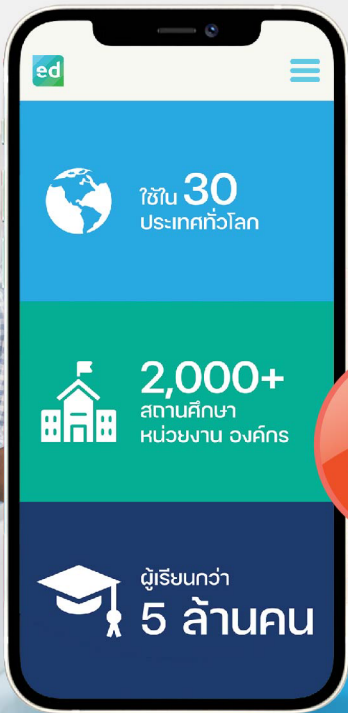 ed
ใช้ใน 30
ประเทศทั่วโลก
2,000+
สถานศึกษา
หน่วยงาน องค์กร
ผู้เรียนกว่า
5 ล้านคน